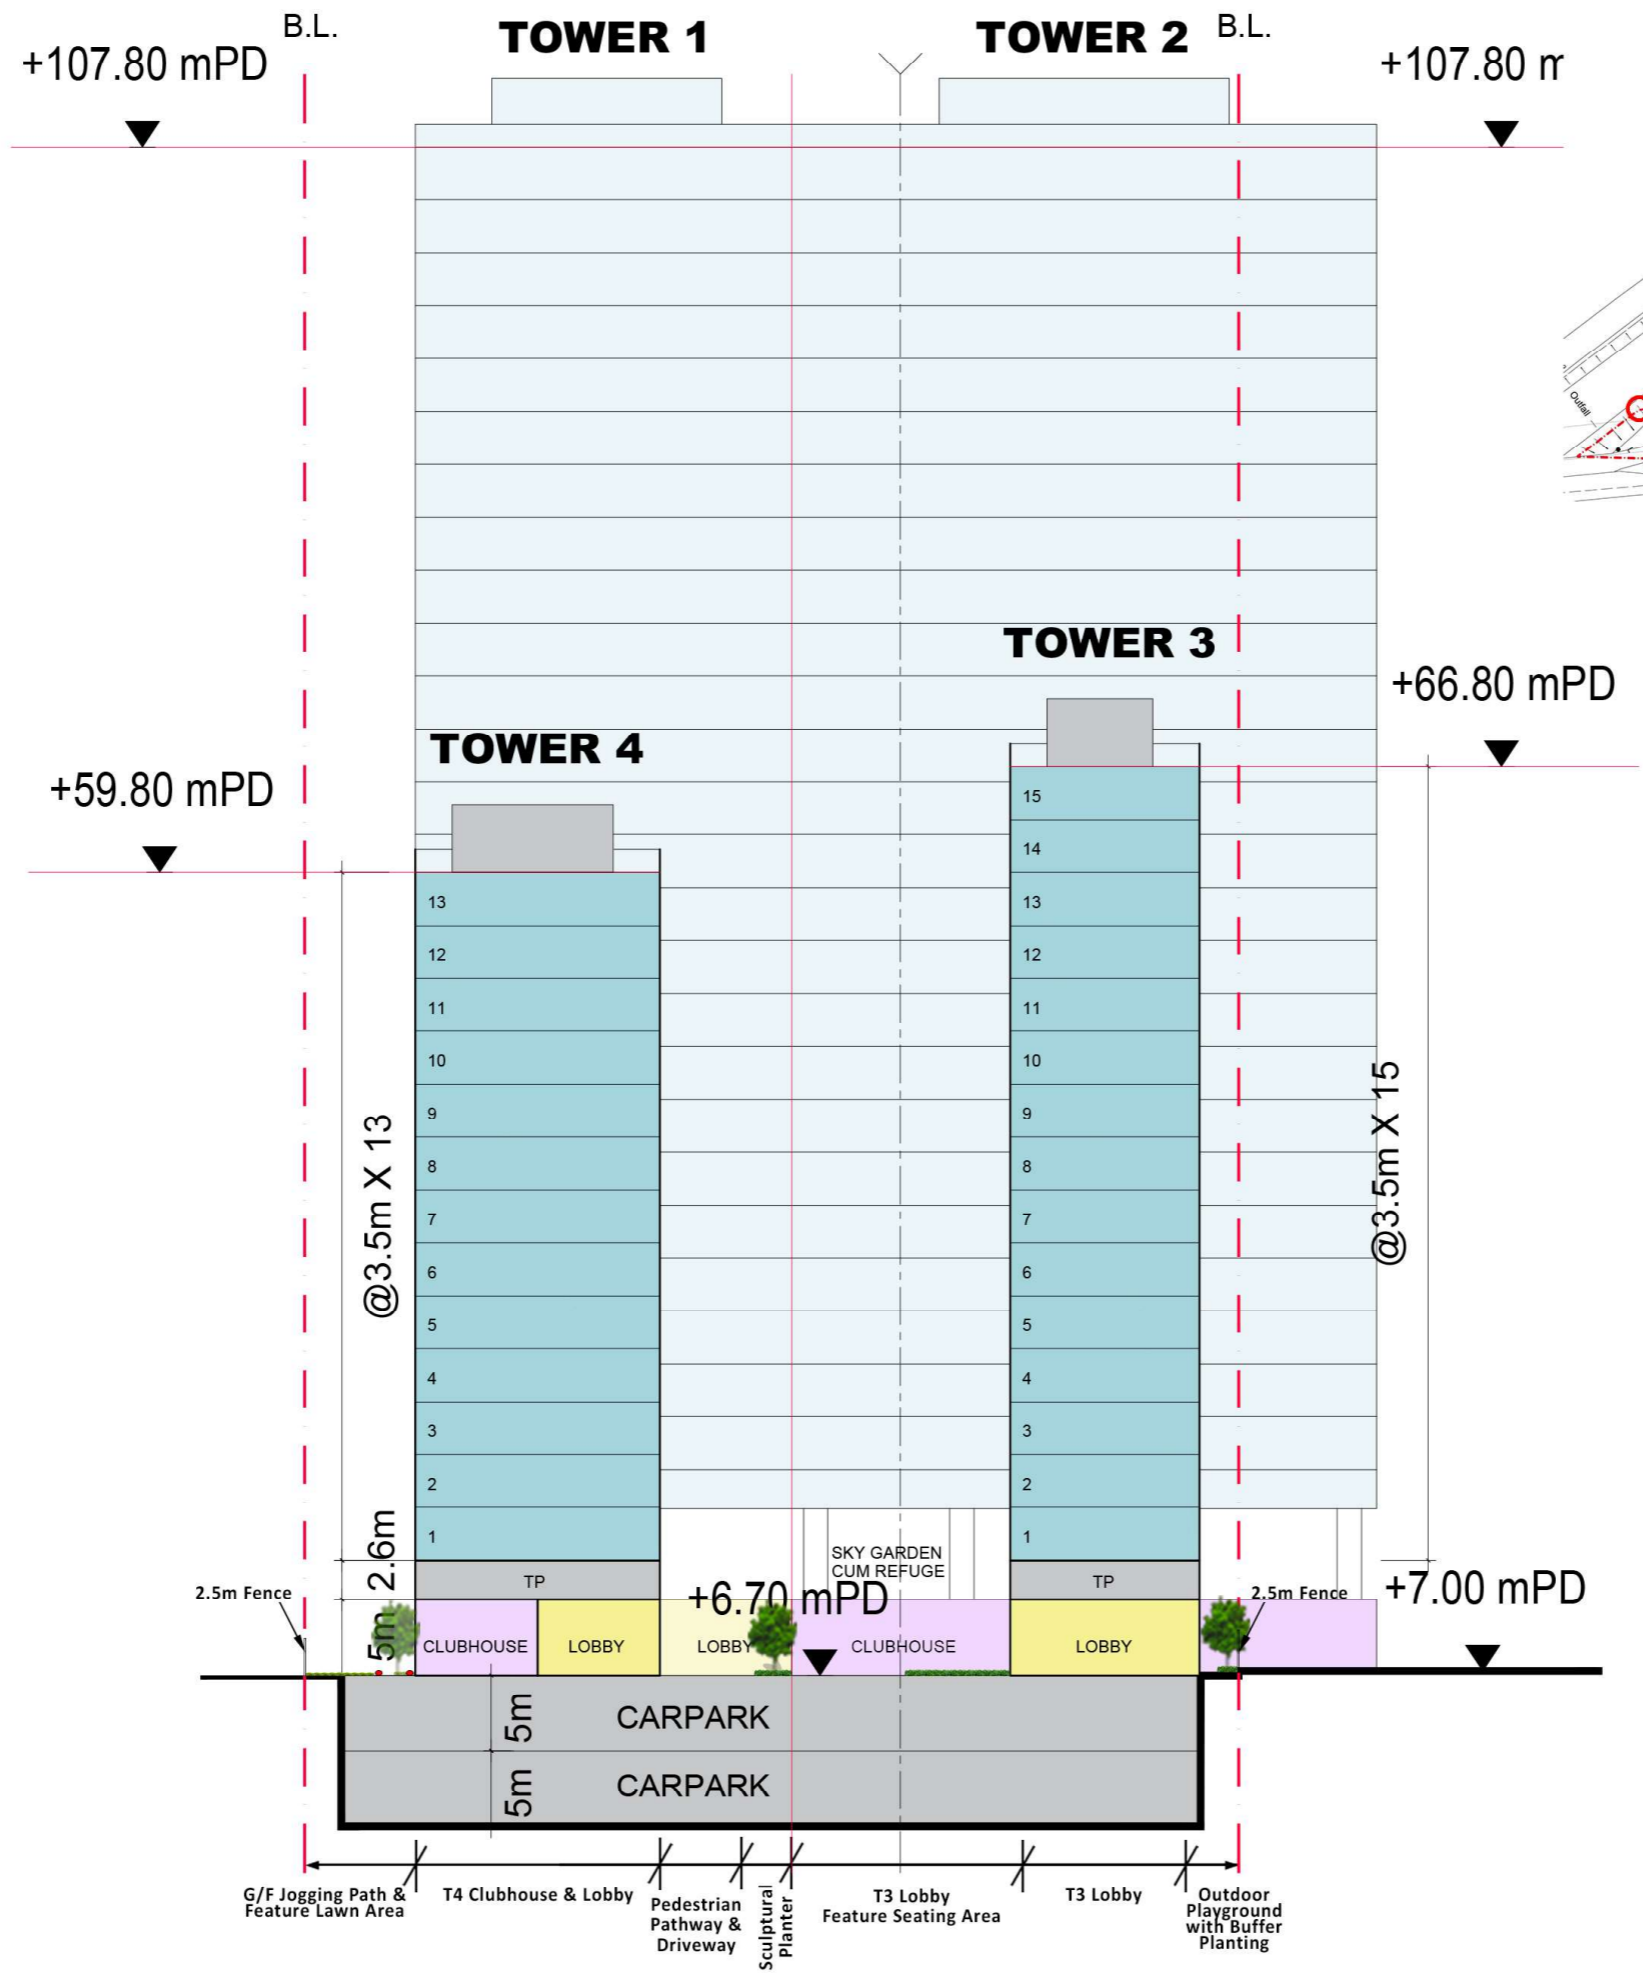 B.L.
TOWER 1
TOWER 2
B.L.
+107.80 mPD
+107.80 m
Outfall
TOWER 3
+66.80 mPD
TOWER 4
+59.80 mPD
15
14
13
12
11
10
9
8
7
6
5
4
3
2
1
13
12
11
10
9
8
7
6
5
4
3
2
1
@3.5m X 13
@3.5m X 15
2.6m
5m
SKY GARDEN
CUM REFUGE
TP
TP
+6.70 mPD
2.5m Fence
2.5m Fence
+7.00 mPD
CLUBHOUSE
LOBBY
LOBBY
CLUBHOUSE
LOBBY
5m
CARPARK
5m
CARPARK
G/F Jogging Path &
Feature Lawn Area
T4 Clubhouse & Lobby
Pedestrian
Pathway &
Driveway
Sculptural
Planter
T3 Lobby
Feature Seating Area
T3 Lobby
Outdoor
Playground
with Buffer
Planting